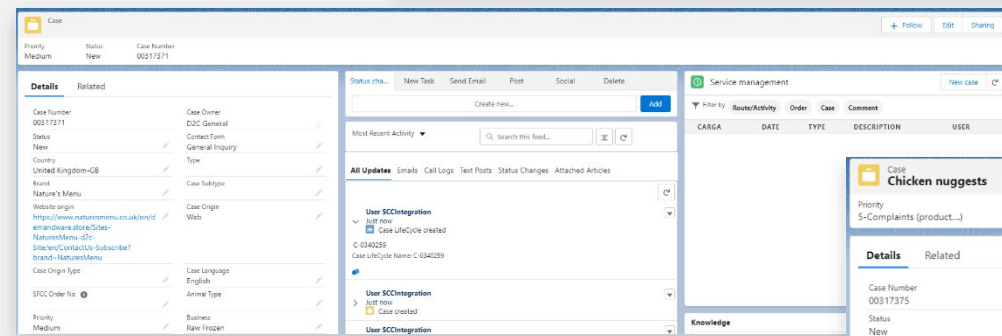 Case
+ Follow Edit Sharing
Priority Status Case Number
Medium New 00317371
Details Related
Case Number
00317371
Case Owner
D2C General
Status
New
Contact Form
General Inquiry
Country
United Kingdom-GB
Type
Brand
Nature's Menu
Case Subtype
Website origin
https://www.naturesmenu.co.uk/on/d
emandware.store/Sites-
NaturesMenu-d2c-
Site/en/ContactUs-Subscribe?
brand=NaturesMenu
Case Origin
Web
Case Origin Type
Case Language
English
SFCC Order No
Animal Type
Priority
Medium
Business
Raw Frozen
Status cha... New Task Send Email Post Social Delete
Create new... Add
Most Recent Activity
Search this feed...
All Updates Emails Call Logs Text Posts Status Changes Attached Articles
User SCCIntegration
Just now
Case LifeCycle created
C-0340259
Case LifeCycle Name: C-0340259
User SCCIntegration
Just now
Case created
User SCCIntegration
Service management New case
Filter by Route/Activity Order Case Comment
CARGA DATE TYPE DESCRIPTION USER
Knowledge
Case
Chicken nuggests
Priority
5-Complaints (product,...)
Details Related
Case Number
00317375
Status
New